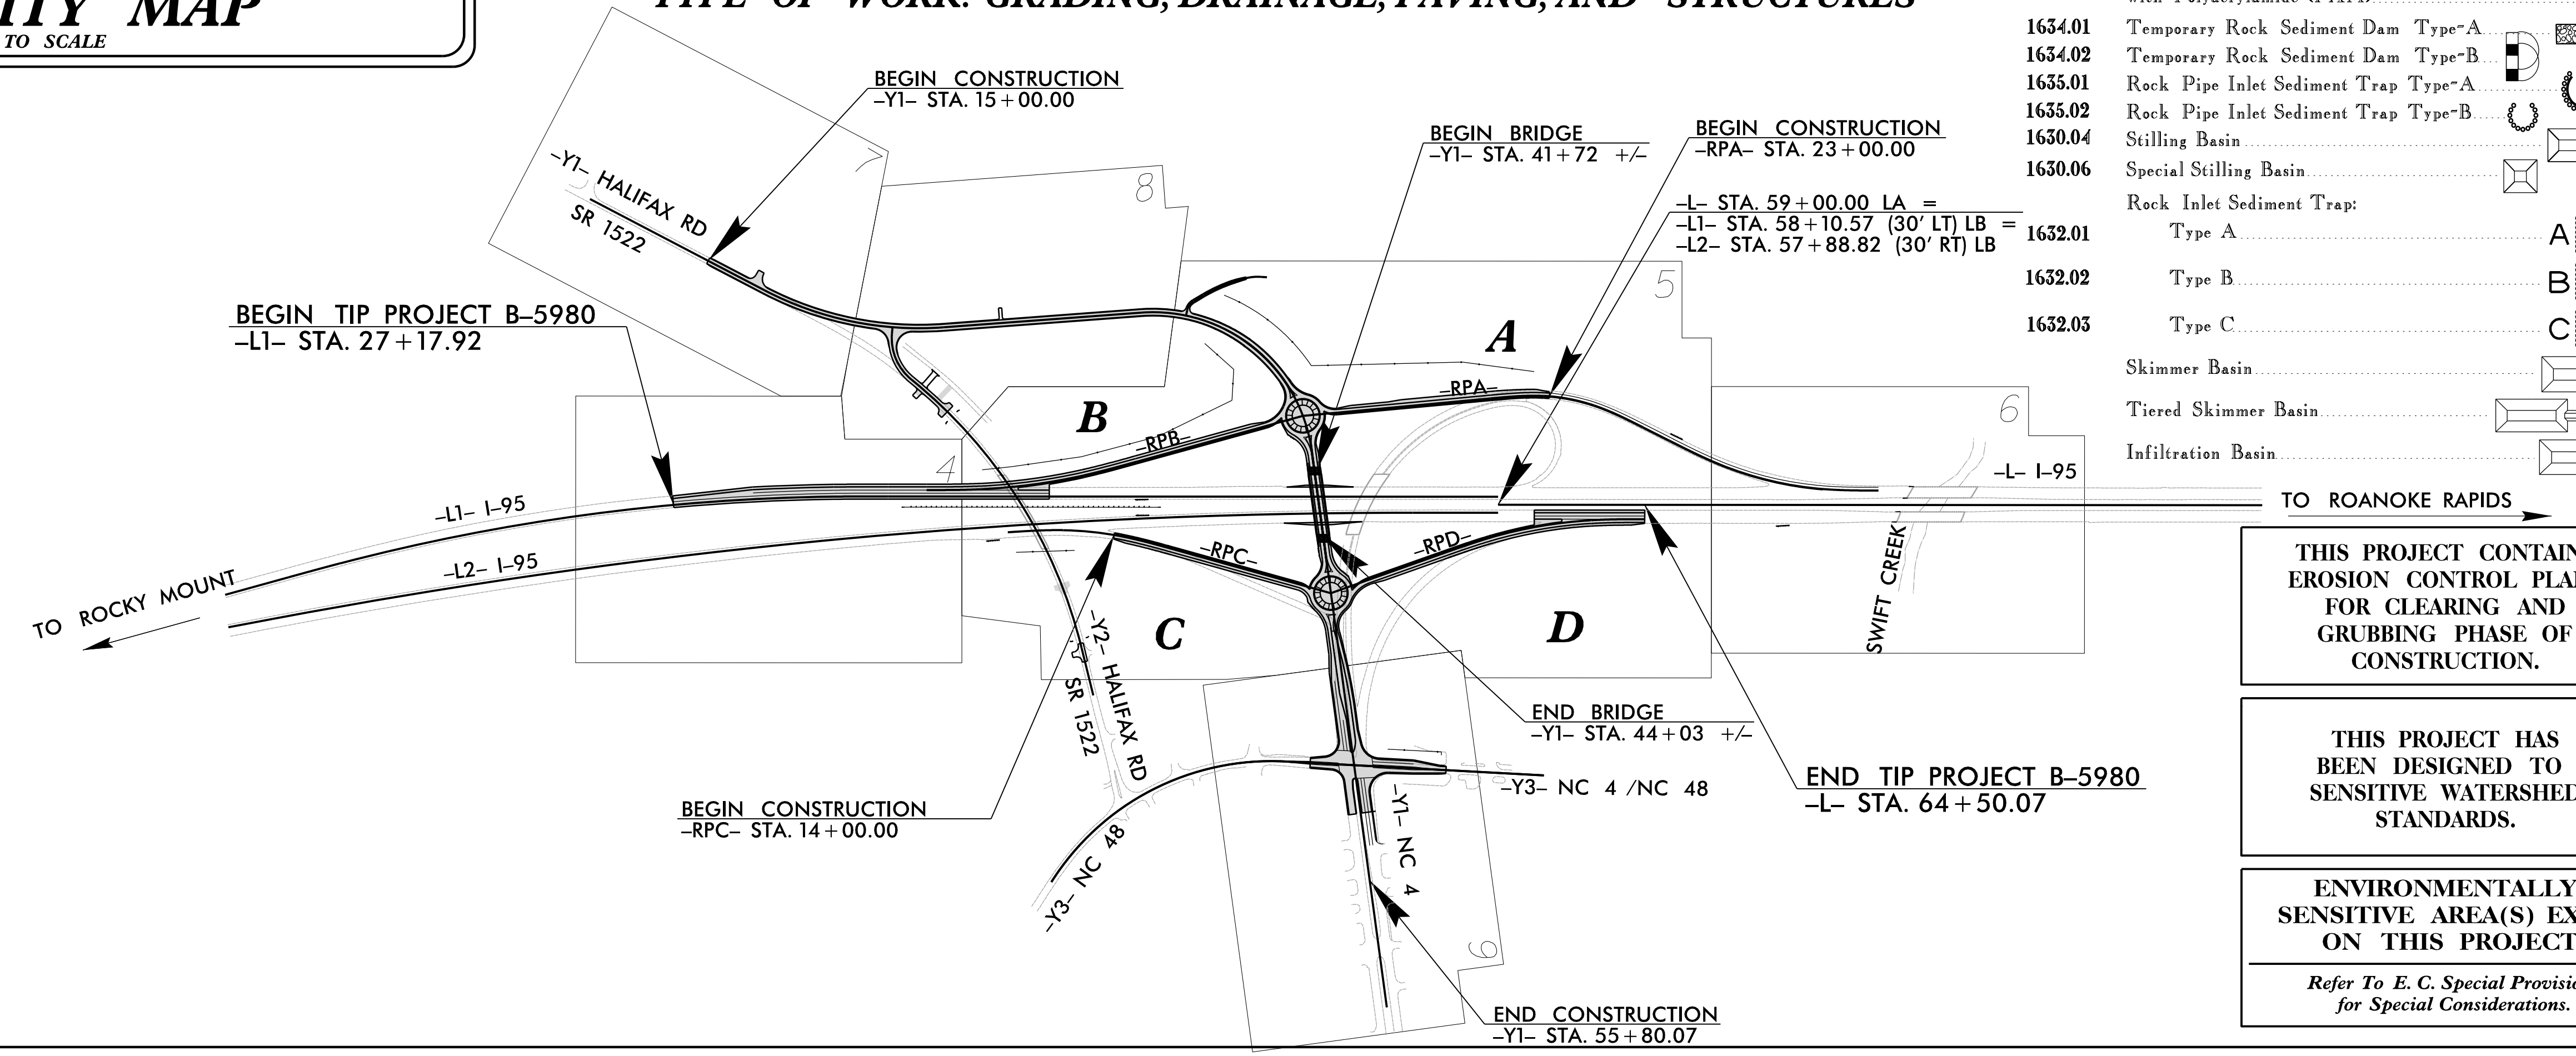 MAP
TO SCALE
TYPE OF WORK: GRADING, DRAINAGE, PAVING, AND STRUCTURES
BEGIN CONSTRUCTION
–Y1– STA. 15+00.00
–Y1– HALIFAX RD
SR 1522
7
8
BEGIN BRIDGE
–Y1– STA. 41+72 +/–
BEGIN CONSTRUCTION
–RPA– STA. 23+00.00
–L– STA. 59+00.00 LA =
–L1– STA. 58+10.57 (30' LT) LB =
–L2– STA. 57+88.82 (30' RT) LB
5
A
BEGIN TIP PROJECT B–5980
–L1– STA. 27+17.92
B
–RPA–
–RPB–
4
6
–L– I–95
TO ROANOKE RAPIDS
–L1– I–95
–L2– I–95
TO ROCKY MOUNT
–RPC–
–RPD–
SWIFT CREEK
C
D
–Y2– HALIFAX RD
SR 1522
END BRIDGE
–Y1– STA. 44+03 +/–
END TIP PROJECT B–5980
–L– STA. 64+50.07
–Y3– NC 4 /NC 48
BEGIN CONSTRUCTION
–RPC– STA. 14+00.00
–Y3– NC 48
–Y1– NC 4
9
END CONSTRUCTION
–Y1– STA. 55+80.07
1634.01 Temporary Rock Sediment Dam Type-A
1634.02 Temporary Rock Sediment Dam Type-B
1635.01 Rock Pipe Inlet Sediment Trap Type-A
1635.02 Rock Pipe Inlet Sediment Trap Type-B
1630.04 Stilling Basin
1630.06 Special Stilling Basin
Rock Inlet Sediment Trap:
1632.01 Type A A
1632.02 Type B B
1632.03 Type C C
Skimmer Basin
Tiered Skimmer Basin
Infiltration Basin
THIS PROJECT
EROSION CONTROL
FOR CLEARING AND
GRUBBING PHASE OF
CONSTRUCTION.
THIS PROJECT HAS
BEEN DESIGNED TO
SENSITIVE WATERSHED
STANDARDS.
ENVIRONMENTALLY
SENSITIVE AREA(S)
ON THIS PROJECT
Refer To E. C. Special
for Special Considerations.